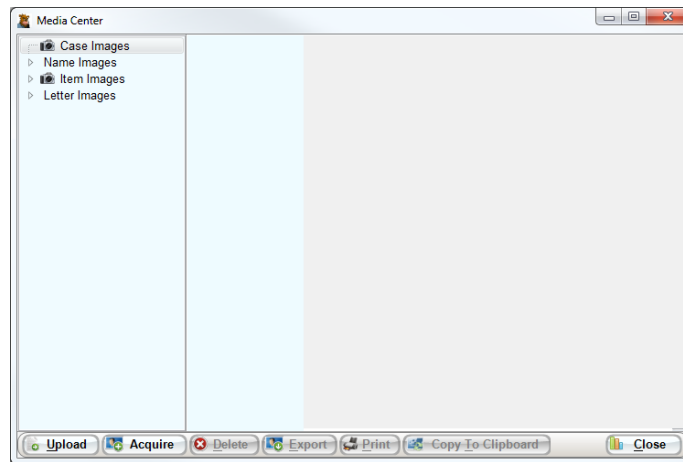 Media Center
Case Images
Name Images
Item Images
Letter Images
Upload Acquire Delete Export Print Copy To Clipboard Close